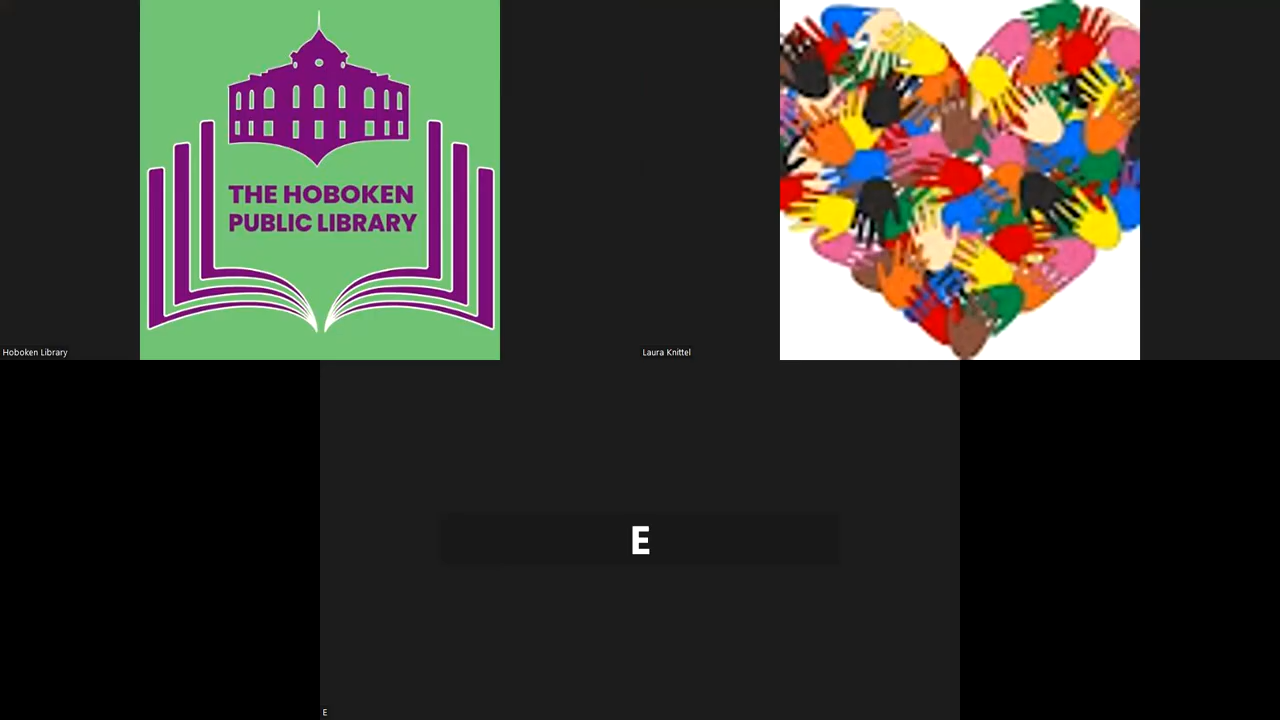 THE HOBOKEN
PUBLIC LIBRARY
Hoboken Library
Laura Knittel
E
E